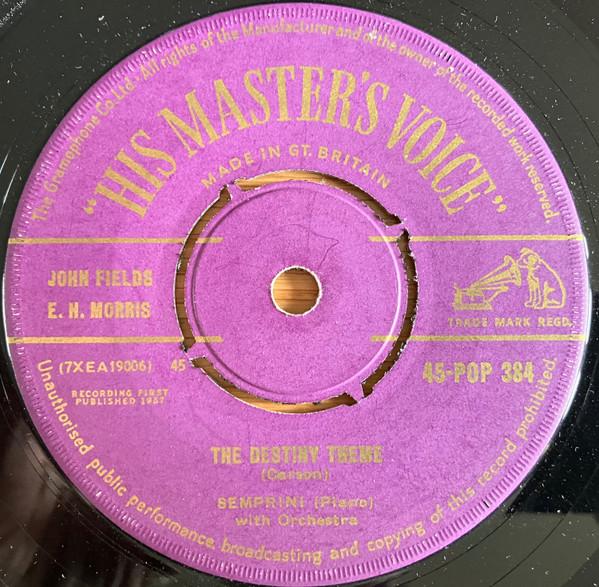 The Gramophone Co. Ltd. · All rights of the Manufacturer and of the owner of the recorded work reserved.
"HIS MASTER'S VOICE"
MADE IN GT. BRITAIN
JOHN FIELDS
E. H. MORRIS
TRADE MARK REGD.
(7XEA19006) 45
45-POP 384
RECORDING FIRST
PUBLISHED 1957
THE DESTINY THEME
(Carson)
SEMPRINI (Piano)
with Orchestra
Unauthorised public performance, broadcasting and copying of this record prohibited.